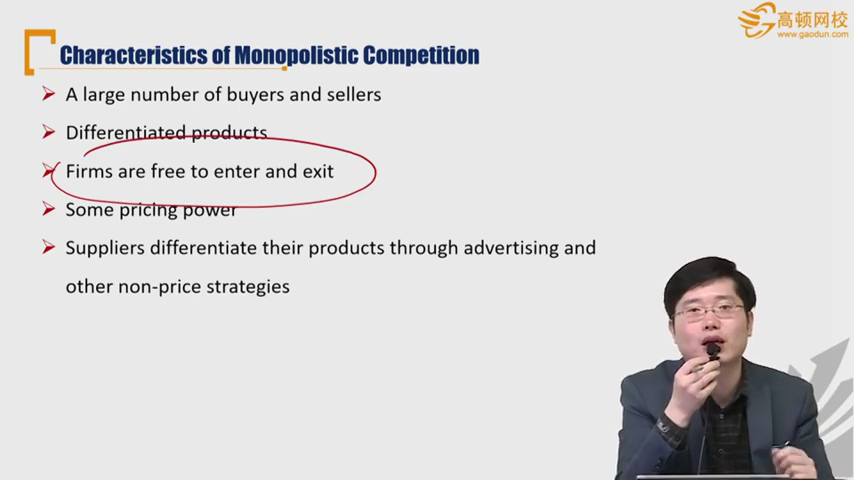 高顿网校
www.gaodun.com
Characteristics of Monopolistic Competition
A large number of buyers and sellers
Differentiated products
Firms are free to enter and exit
Some pricing power
Suppliers differentiate their products through advertising and
other non-price strategies